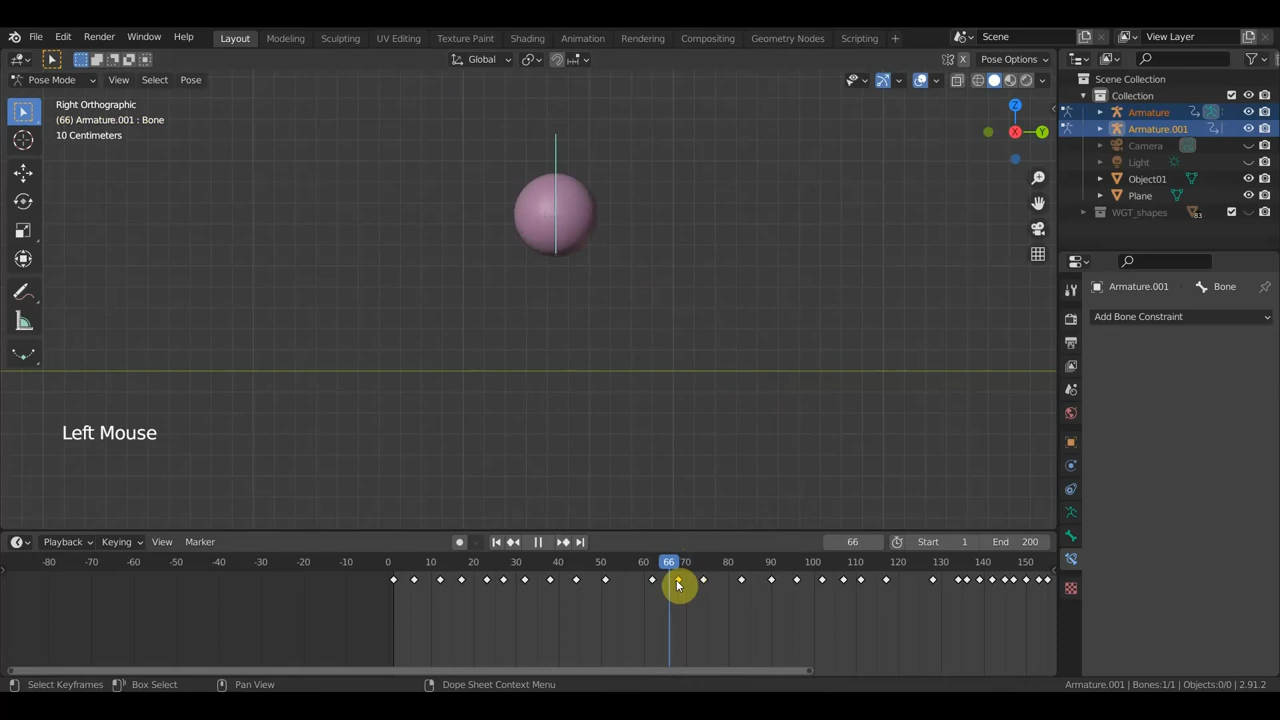 File Edit Render Window Help Layout Modeling Sculpting UV Editing Texture Paint Shading Animation Rendering Compositing Geometry Nodes Scripting + Scene View Layer
Global Pose Options
Pose Mode View Select Pose
Right Orthographic
(66) Armature.001 : Bone
10 Centimeters
Z
X
Y
Scene Collection
Collection
Armature
Armature.001
Camera
Light
Object01
Plane
WGT_shapes 83
Armature.001 Bone
Add Bone Constraint
Left Mouse
Playback Keying View Marker 66 Start 1 End 200
-80 -70 -60 -50 -40 -30 -20 -10 0 10 20 30 40 50 60 66 70 80 90 100 110 120 130 140 150
Select Keyframes Box Select Pan View Dope Sheet Context Menu Armature.001 | Bones:1/1 | Objects:0/0 | 2.91.2